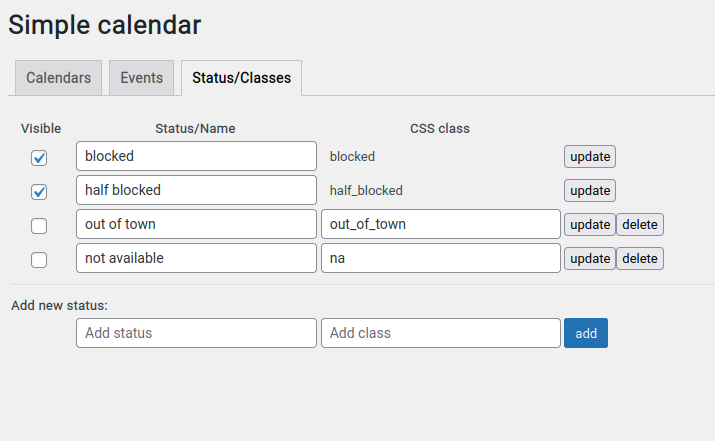 Simple calendar
Calendars Events Status/Classes
Visible Status/Name CSS class
blocked blocked update
half blocked half_blocked update
out of town out_of_town update delete
not available na update delete
Add new status:
Add status Add class add